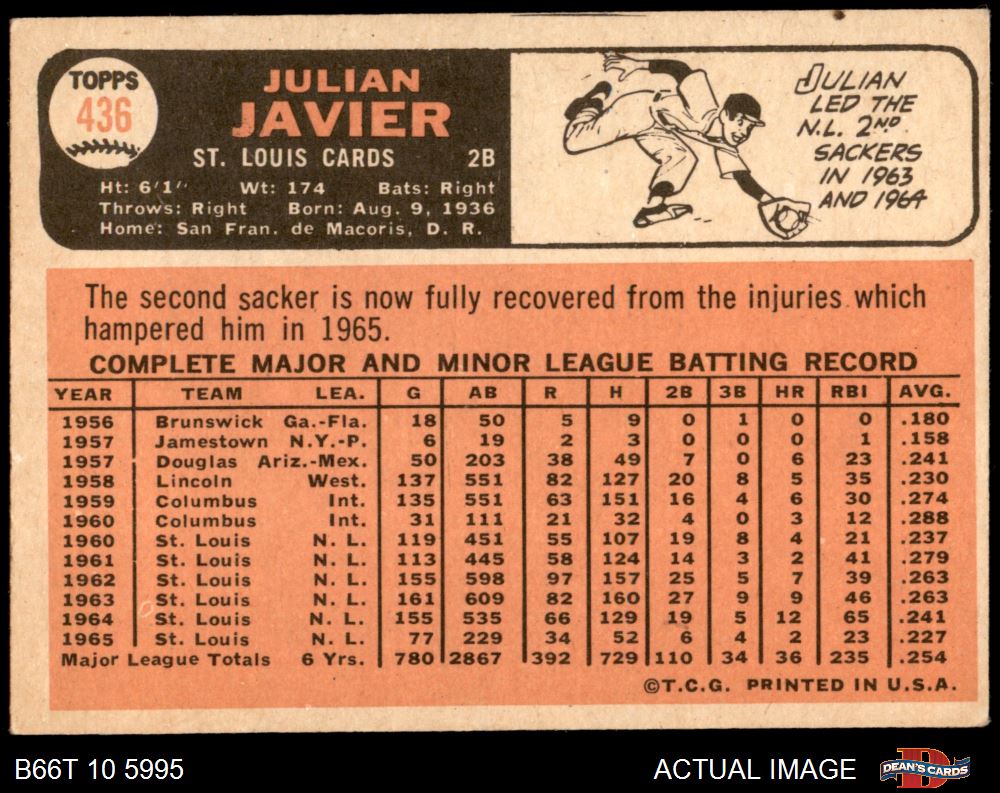 TOPPS
436
JULIAN
JAVIER
ST. LOUIS CARDS 2B
Ht: 6'1" Wt: 174 Bats: Right
Throws: Right Born: Aug. 9, 1936
Home: San Fran. de Macoris, D. R.
JULIAN
LED THE
N.L. 2ND
SACKERS
IN 1963
AND 1964
The second sacker is now fully recovered from the injuries which
hampered him in 1965.
COMPLETE MAJOR AND MINOR LEAGUE BATTING RECORD
YEAR TEAM LEA. G AB R H 2B 3B HR RBI AVG.
1956 Brunswick Ga.-Fla. 18 50 5 9 0 1 0 0 .180
1957 Jamestown N.Y.-P. 6 19 2 3 0 0 0 1 .158
1957 Douglas Ariz.-Mex. 50 203 38 49 7 0 6 23 .241
1958 Lincoln West. 137 551 82 127 20 8 5 35 .230
1959 Columbus Int. 135 551 63 151 16 4 6 30 .274
1960 Columbus Int. 31 111 21 32 4 0 3 12 .288
1960 St. Louis N. L. 119 451 55 107 19 8 4 21 .237
1961 St. Louis N. L. 113 445 58 124 14 3 2 41 .279
1962 St. Louis N. L. 155 598 97 157 25 5 7 39 .263
1963 St. Louis N. L. 161 609 82 160 27 9 9 46 .263
1964 St. Louis N. L. 155 535 66 129 19 5 12 65 .241
1965 St. Louis N. L. 77 229 34 52 6 4 2 23 .227
Major League Totals 6 Yrs. 780 2867 392 729 110 34 36 235 .254
©T.C.G. PRINTED IN U.S.A.
B66T 10 5995
ACTUAL IMAGE
D
DEAN'S CARDS